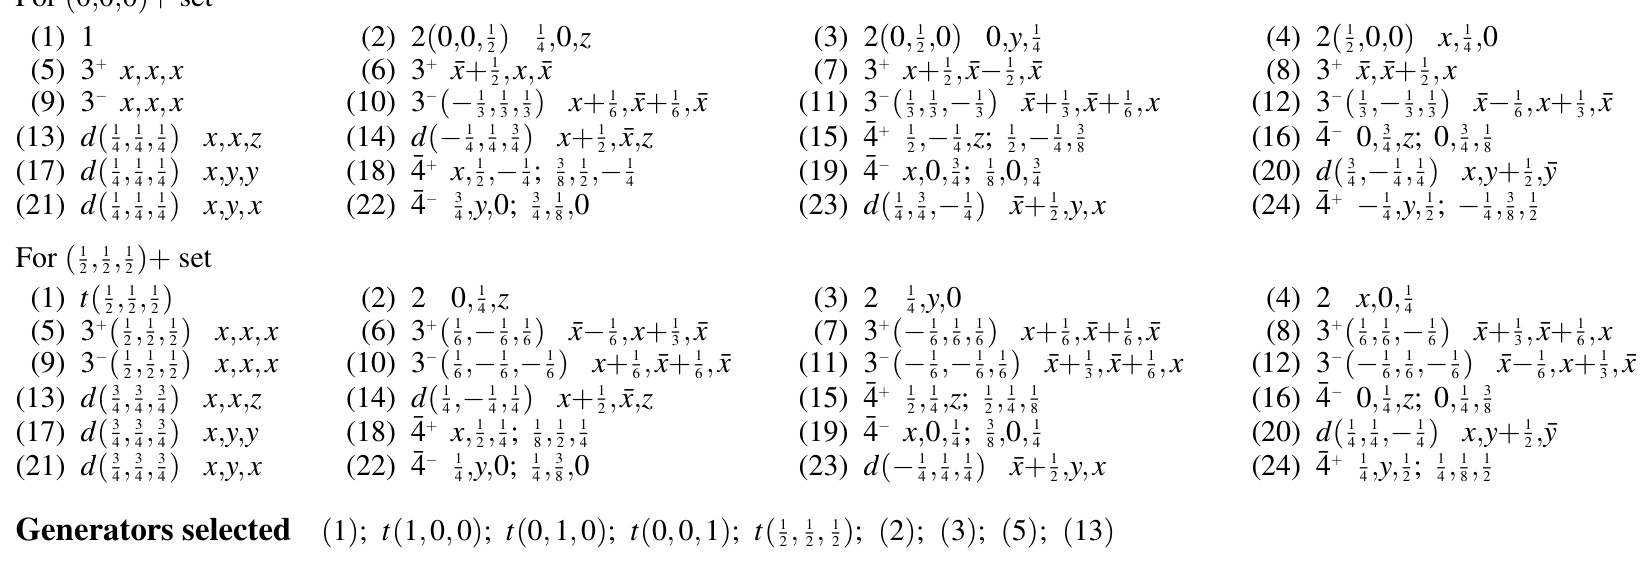 For (0,0,0)+ set
(1) 1 (2) 2(0,0,1/2) 1/4,0,z (3) 2(0,1/2,0) 0,y,1/4 (4) 2(1/2,0,0) x,1/4,0
(5) 3⁺ x,x,x (6) 3⁺ x̄+1/2,x,x̄ (7) 3⁺ x+1/2,x̄−1/2,x̄ (8) 3⁺ x̄,x̄+1/2,x
(9) 3⁻ x,x,x (10) 3⁻(−1/3,1/3,1/3) x+1/6,x̄+1/6,x̄ (11) 3⁻(1/3,1/3,−1/3) x̄+1/3,x̄+1/6,x (12) 3⁻(1/3,−1/3,1/3) x̄−1/6,x+1/3,x̄
(13) d(1/4,1/4,1/4) x,x,z (14) d(−1/4,1/4,3/4) x+1/2,x̄,z (15) 4̄⁺ 1/2,−1/4,z; 1/2,−1/4,3/8 (16) 4̄⁻ 0,3/4,z; 0,3/4,1/8
(17) d(1/4,1/4,1/4) x,y,y (18) 4̄⁺ x,1/2,−1/4; 3/8,1/2,−1/4 (19) 4̄⁻ x,0,3/4; 1/8,0,3/4 (20) d(3/4,−1/4,1/4) x,y+1/2,ȳ
(21) d(1/4,1/4,1/4) x,y,x (22) 4̄⁻ 3/4,y,0; 3/4,1/8,0 (23) d(1/4,3/4,−1/4) x̄+1/2,y,x (24) 4̄⁺ −1/4,y,1/2; −1/4,3/8,1/2
For (1/2,1/2,1/2)+ set
(1) t(1/2,1/2,1/2) (2) 2 0,1/4,z (3) 2 1/4,y,0 (4) 2 x,0,1/4
(5) 3⁺(1/2,1/2,1/2) x,x,x (6) 3⁺(1/6,−1/6,1/6) x̄−1/6,x+1/3,x̄ (7) 3⁺(−1/6,1/6,1/6) x+1/6,x̄+1/6,x̄ (8) 3⁺(1/6,1/6,−1/6) x̄+1/3,x̄+1/6,x
(9) 3⁻(1/2,1/2,1/2) x,x,x (10) 3⁻(1/6,−1/6,−1/6) x+1/6,x̄+1/6,x̄ (11) 3⁻(−1/6,−1/6,1/6) x̄+1/3,x̄+1/6,x (12) 3⁻(−1/6,1/6,−1/6) x̄−1/6,x+1/3,x̄
(13) d(3/4,3/4,3/4) x,x,z (14) d(1/4,−1/4,1/4) x+1/2,x̄,z (15) 4̄⁺ 1/2,1/4,z; 1/2,1/4,1/8 (16) 4̄⁻ 0,1/4,z; 0,1/4,3/8
(17) d(3/4,3/4,3/4) x,y,y (18) 4̄⁺ x,1/2,1/4; 1/8,1/2,1/4 (19) 4̄⁻ x,0,1/4; 3/8,0,1/4 (20) d(1/4,1/4,−1/4) x,y+1/2,ȳ
(21) d(3/4,3/4,3/4) x,y,x (22) 4̄⁻ 1/4,y,0; 1/4,3/8,0 (23) d(−1/4,1/4,1/4) x̄+1/2,y,x (24) 4̄⁺ 1/4,y,1/2; 1/4,1/8,1/2
Generators selected (1); t(1,0,0); t(0,1,0); t(0,0,1); t(1/2,1/2,1/2); (2); (3); (5); (13)